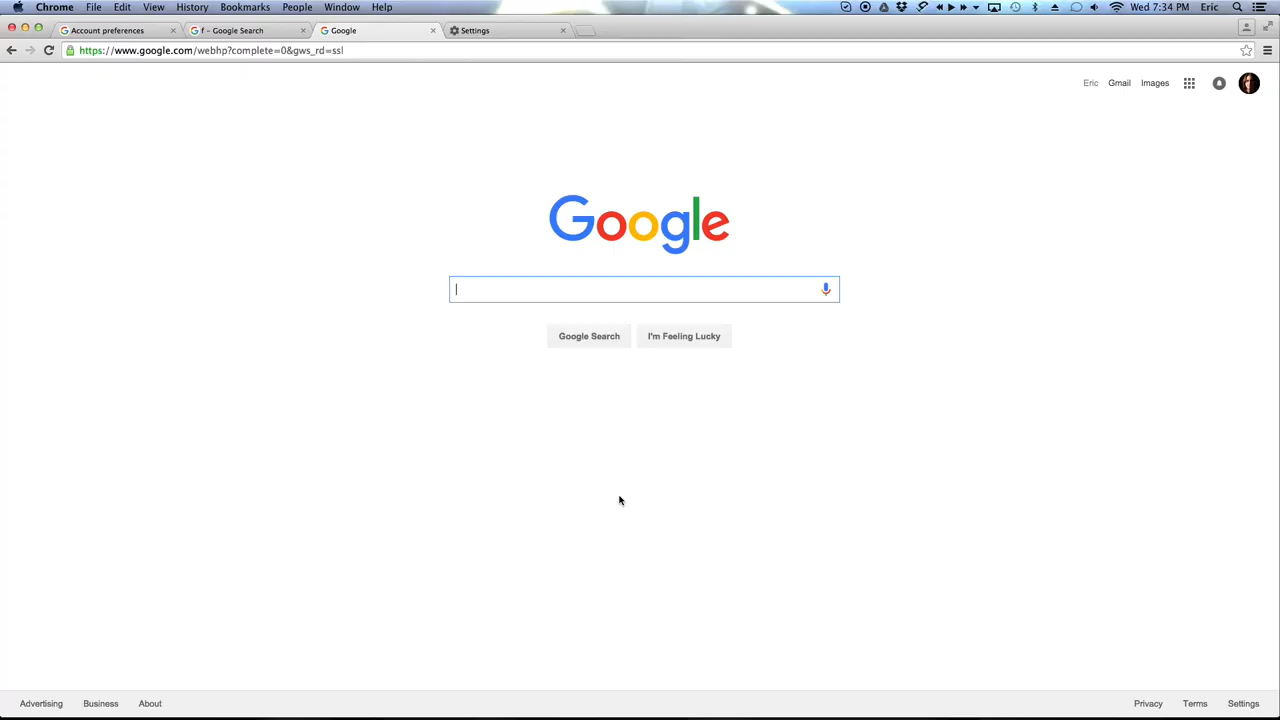 Chrome File Edit View History Bookmarks People Window Help Wed 7:34 PM Eric
Account preferences f - Google Search Google Settings
https://www.google.com/webhp?complete=0&gws_rd=ssl
Eric Gmail Images
Google
Google Search I'm Feeling Lucky
Advertising Business About Privacy Terms Settings